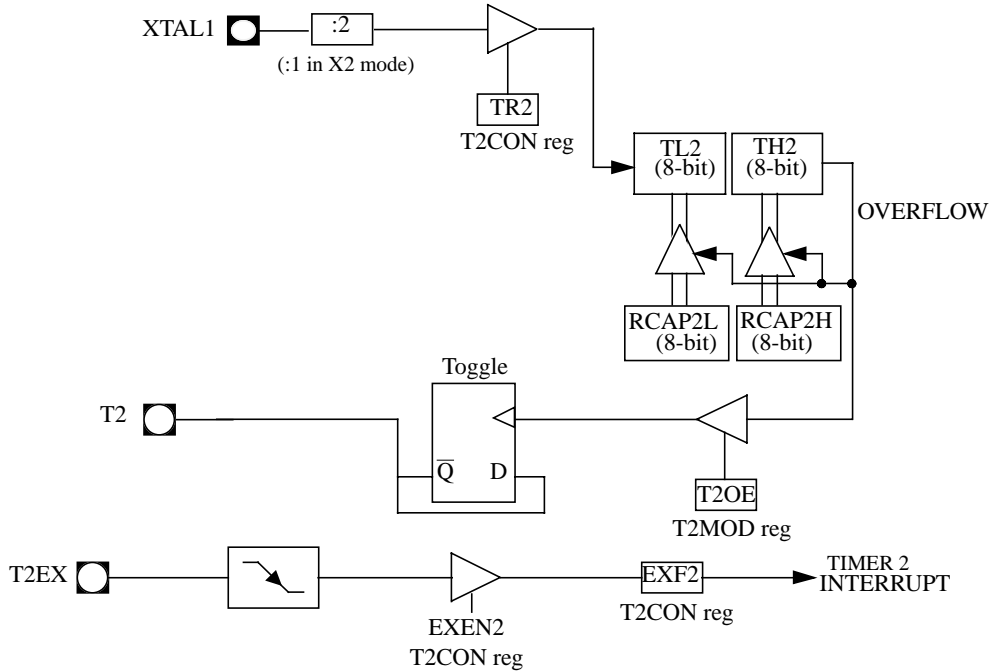 XTAL1
:2
(:1 in X2 mode)
TR2
T2CON reg
TL2
(8-bit)
TH2
(8-bit)
OVERFLOW
RCAP2L
(8-bit)
RCAP2H
(8-bit)
Toggle
T2
Q̅ D
T2OE
T2MOD reg
T2EX
EXEN2
T2CON reg
EXF2
T2CON reg
TIMER 2
INTERRUPT